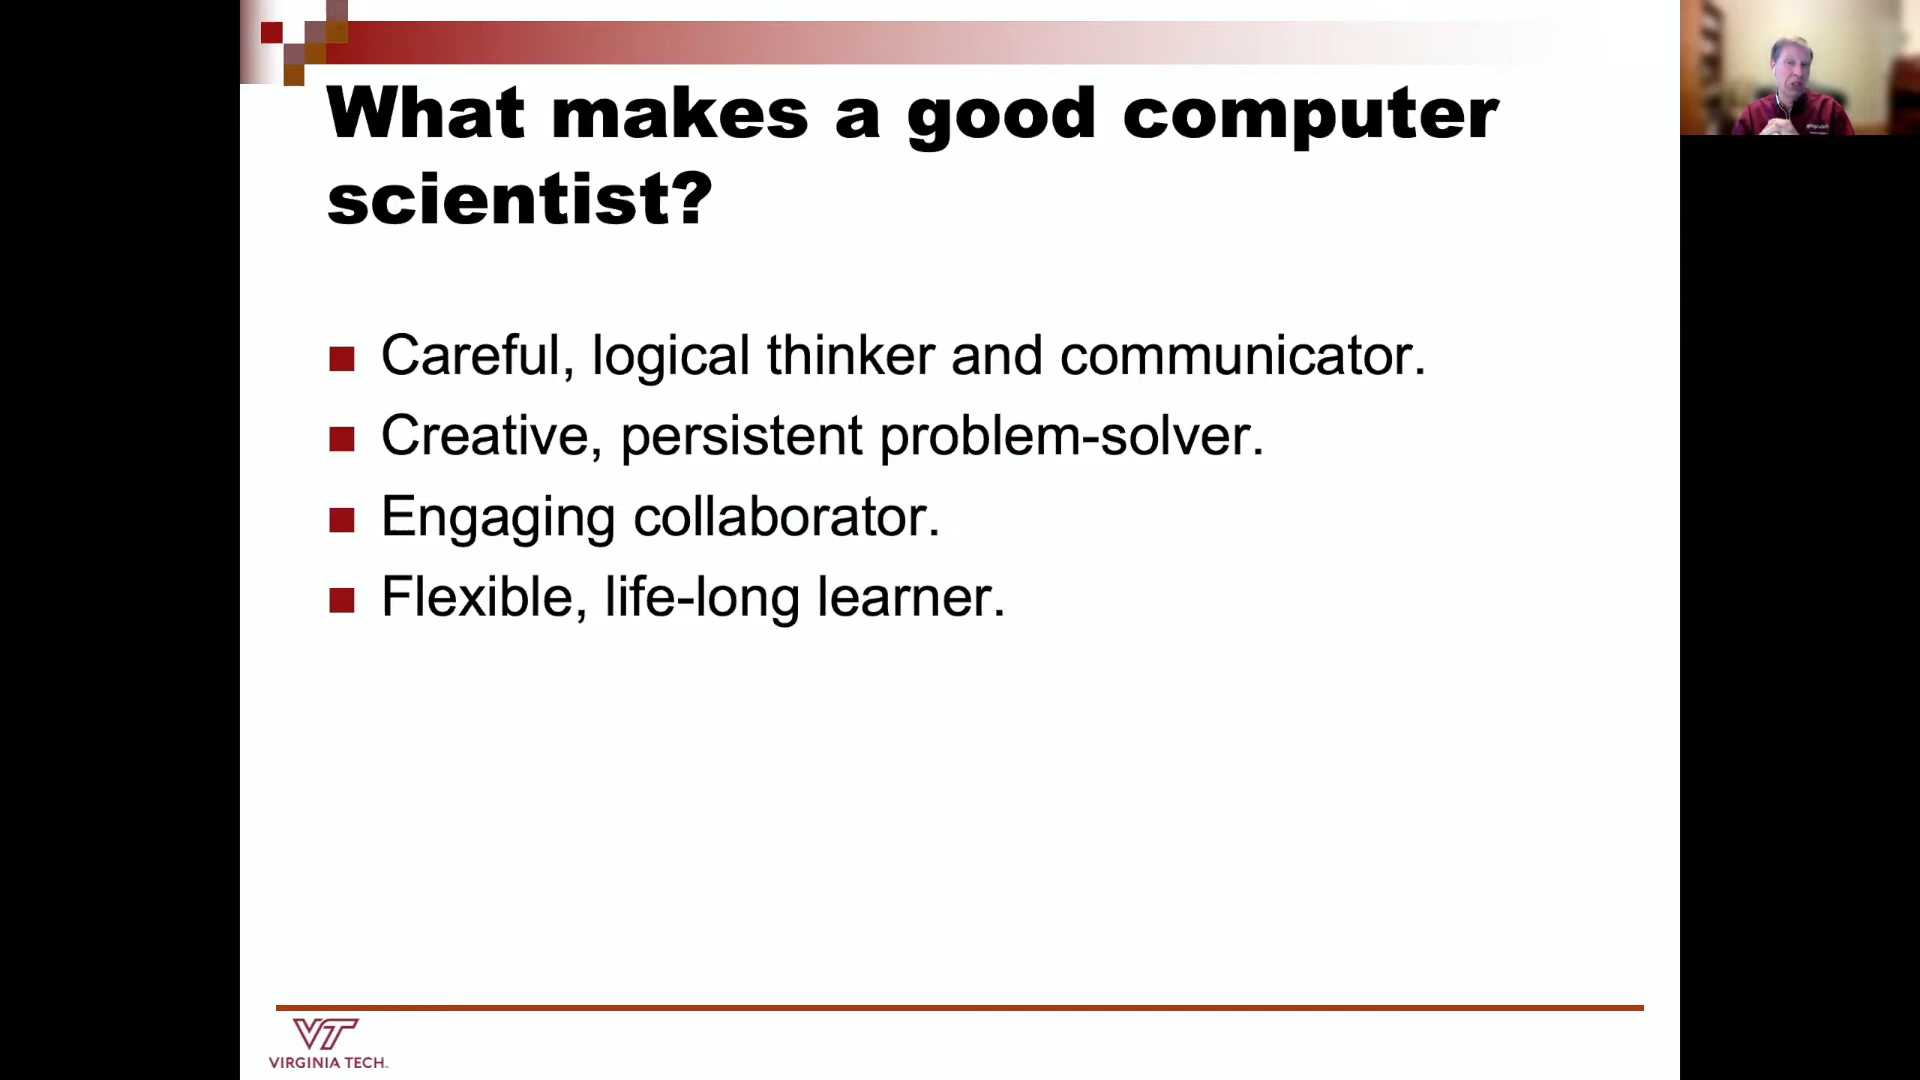 What makes a good computer
scientist?
Careful, logical thinker and communicator.
Creative, persistent problem-solver.
Engaging collaborator.
Flexible, life-long learner.
VT
VIRGINIA TECH.